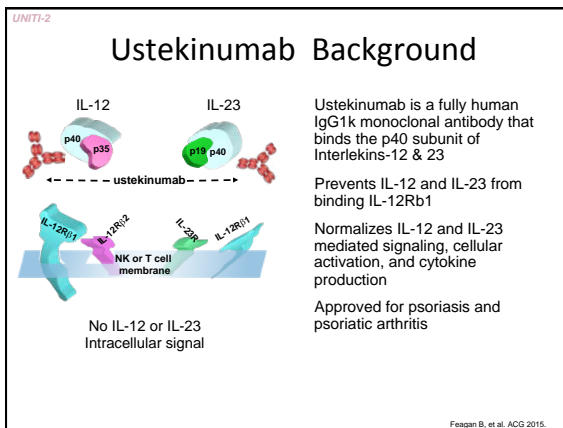 UNITI-2
Ustekinumab Background
IL-12
IL-23
p40
p35
p19
p40
ustekinumab
IL-12Rβ1
IL-12Rβ2
IL-23R
IL-12Rβ1
NK or T cell
membrane
No IL-12 or IL-23
Intracellular signal
Ustekinumab is a fully human
IgG1k monoclonal antibody that
binds the p40 subunit of
Interlekins-12 & 23
Prevents IL-12 and IL-23 from
binding IL-12Rb1
Normalizes IL-12 and IL-23
mediated signaling, cellular
activation, and cytokine
production
Approved for psoriasis and
psoriatic arthritis
Feagan B, et al. ACG 2015.